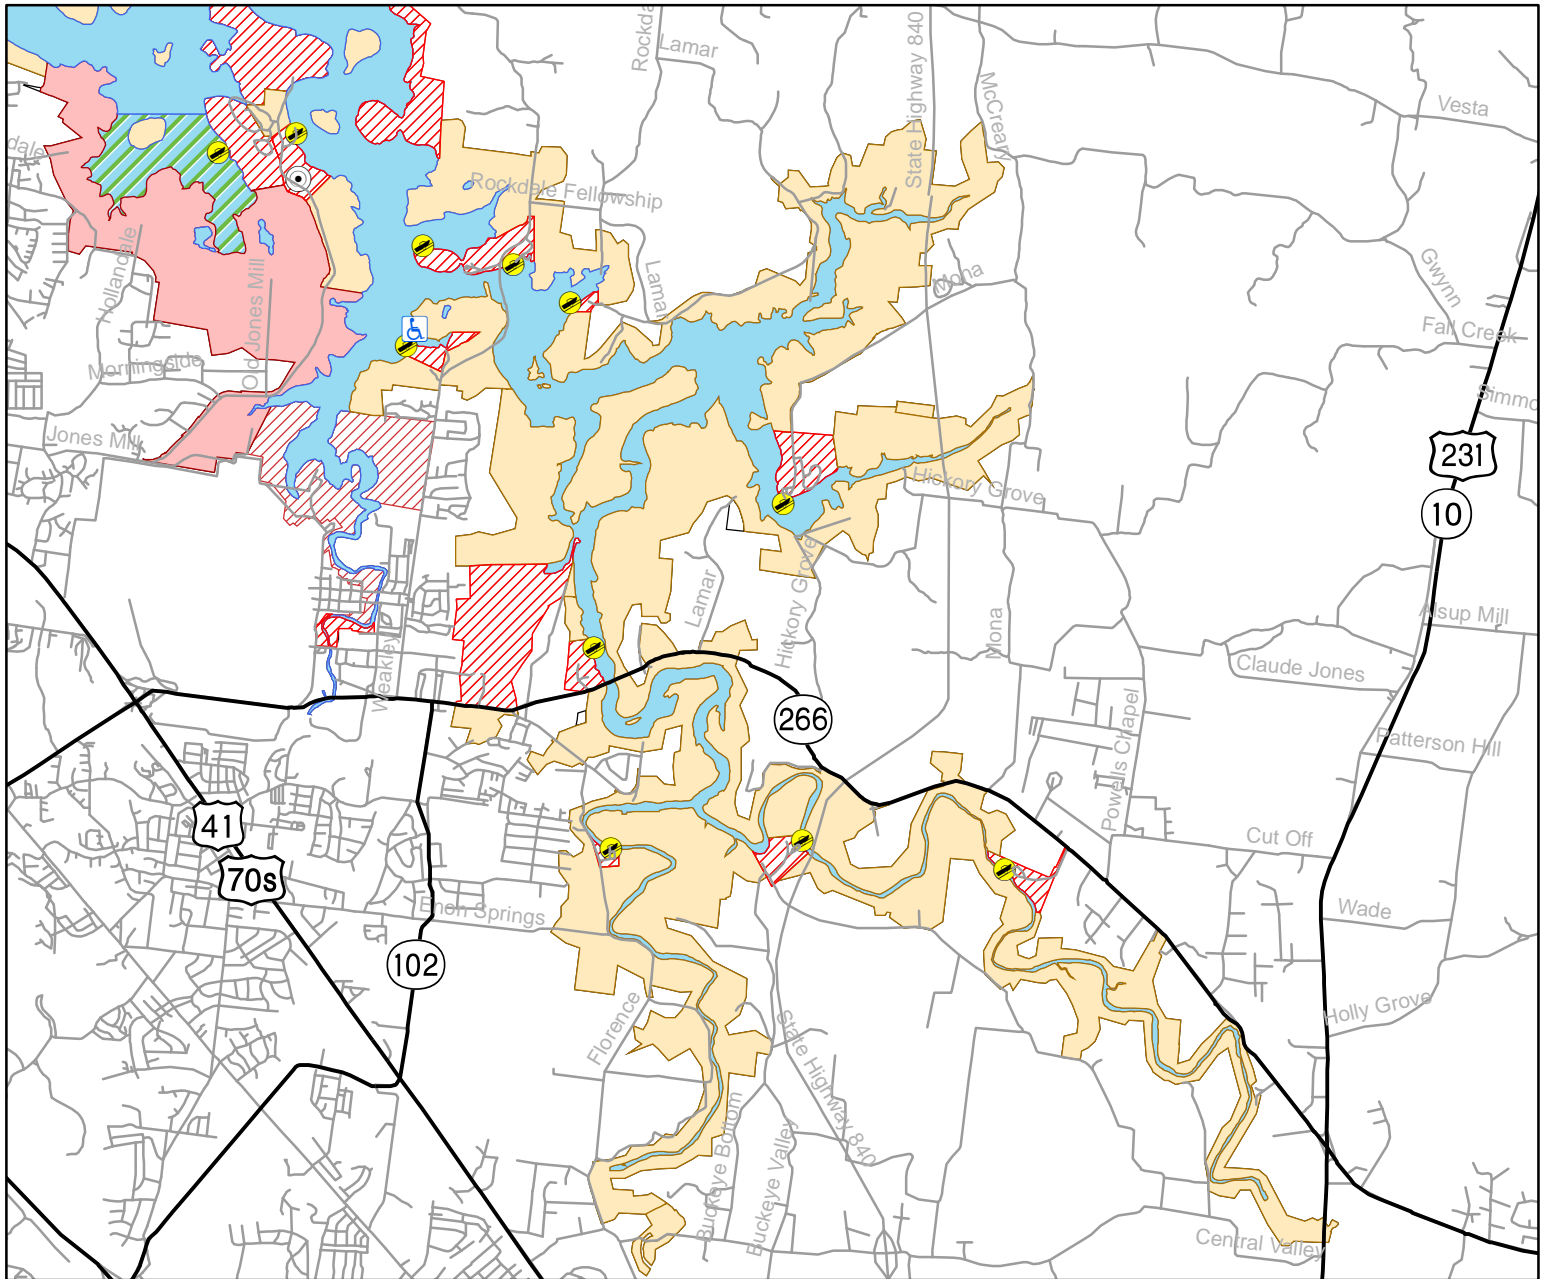 Rockda
Lamar
State Highway 840
McCreary
Vesta
dale
Rockdale Fellowship
Hollandale
Old Jones Mill
Lamar
Mona
Gwynn
Fall Creek
Morningside
Simmo
Jones Mill
231
Hickory Grove
10
Lamar
Hickory Grove
Mona
Alsup Mill
Weakley
Claude Jones
266
Powells Chapel
Patterson Hill
41
Cut Off
70s
Enon Springs
Wade
102
Florence
State Highway 840
Holly Grove
Buckeye Bottom
Buckeye Valley
Central Valley